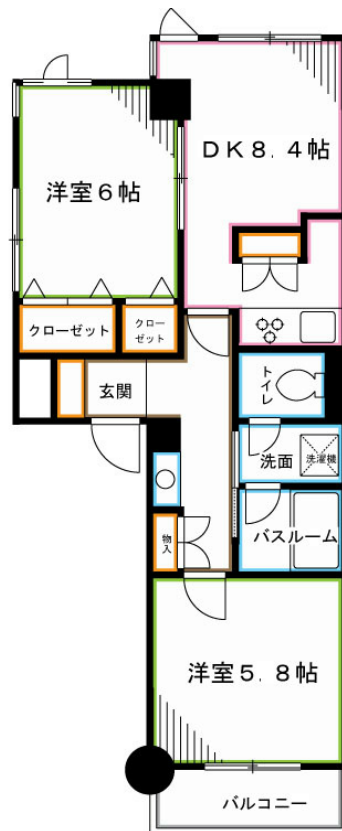 DK8.4帖
洋室6帖
クローゼット
クロー
ゼット
トイレ
玄関
洗面
洗濯機
物入
バスルーム
洋室5.8帖
バルコニー